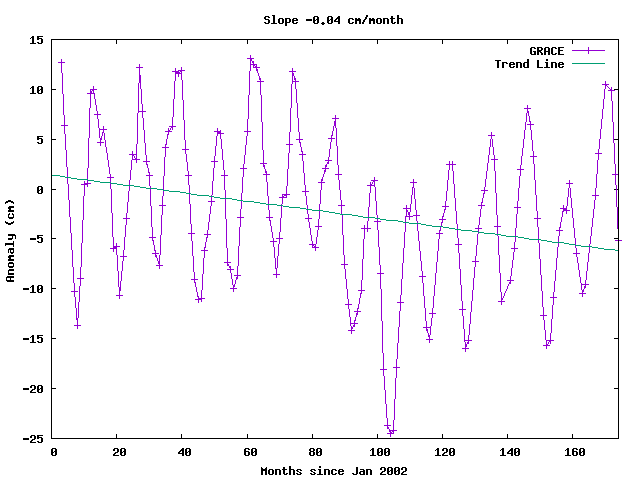 Slope -0.04 cm/month
GRACE
Trend Line
15
10
5
0
-5
-10
-15
-20
-25
Anomaly (cm)
0 20 40 60 80 100 120 140 160
Months since Jan 2002